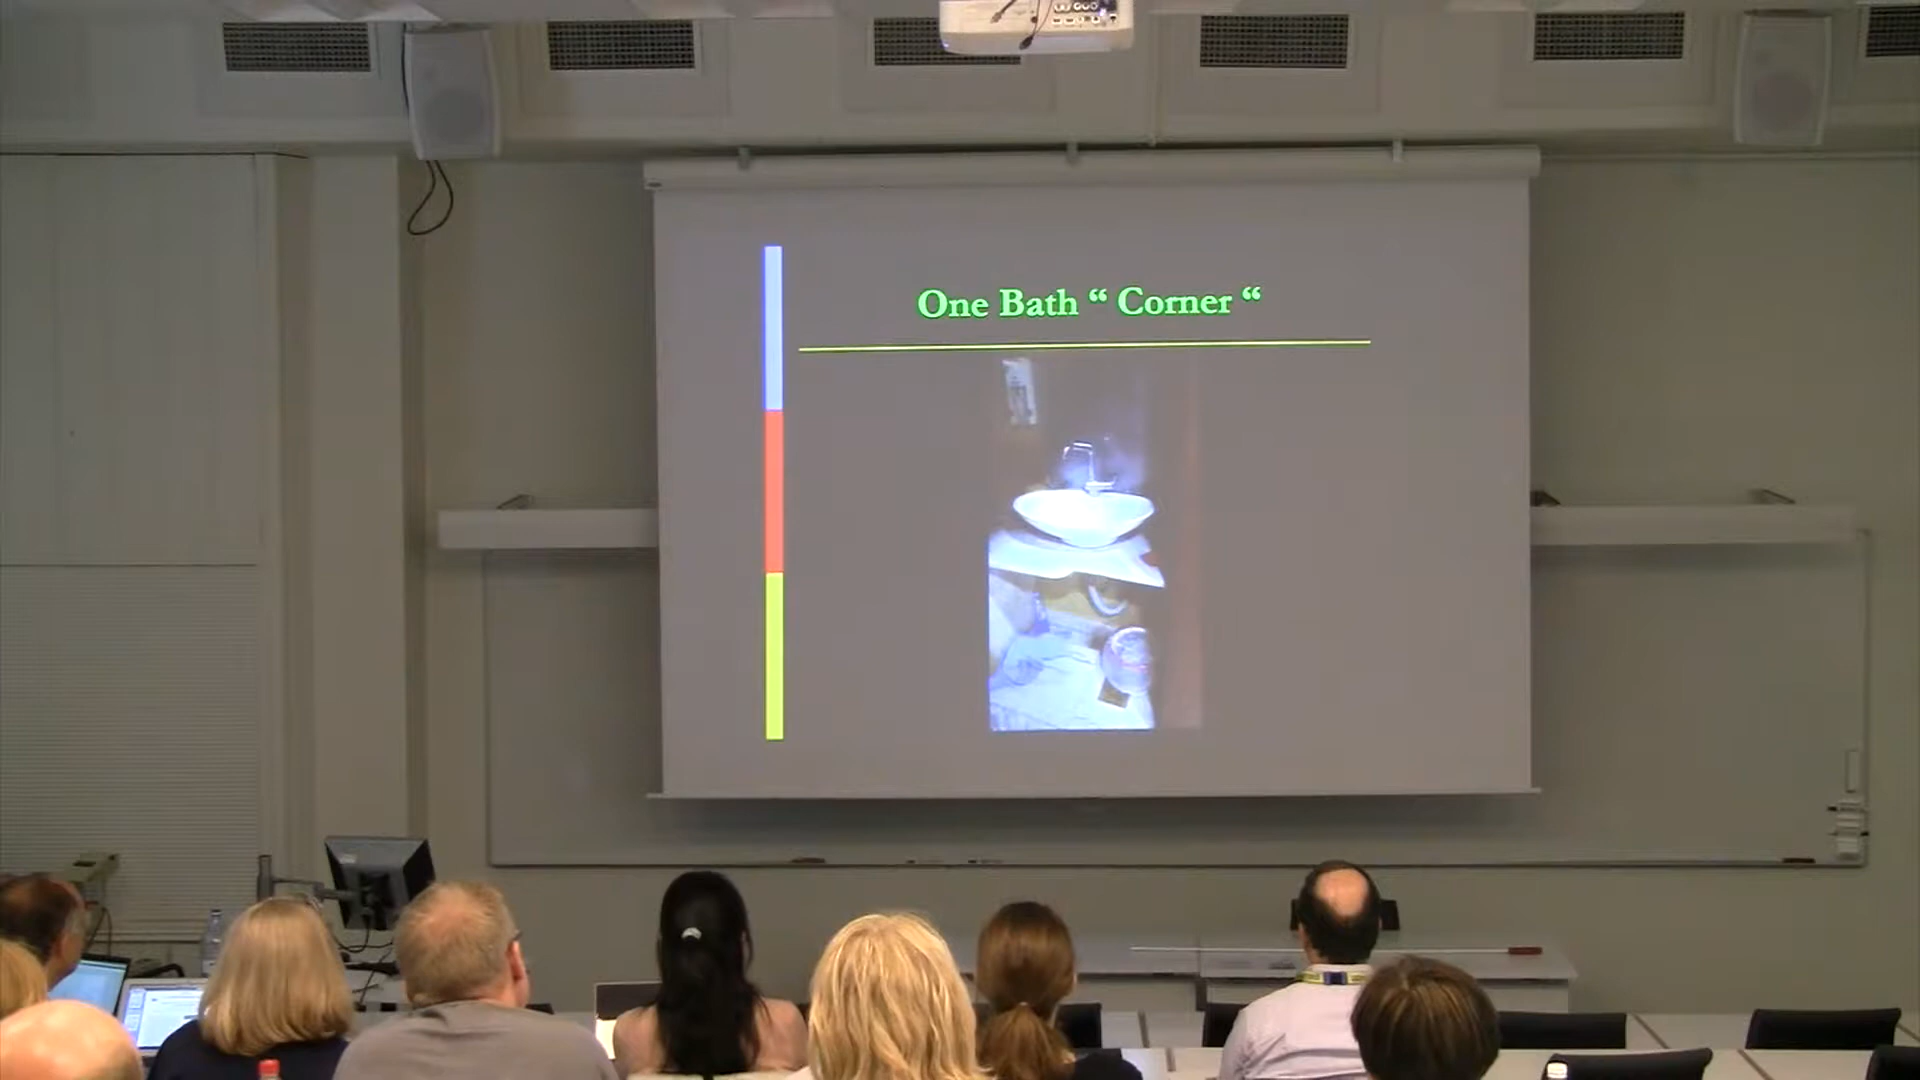 One Bath “ Corner “